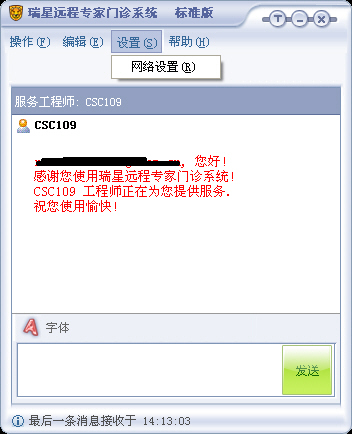 瑞星远程专家门诊系统 标准版
操作(F) 编辑(E) 设置(S) 帮助(H)
网络设置(R)
服务工程师: CSC109
CSC109
, 您好!
感谢您使用瑞星远程专家门诊系统!
CSC109 工程师正在为您提供服务.
祝您使用愉快!
字体
发送
最后一条消息接收于 14:13:03